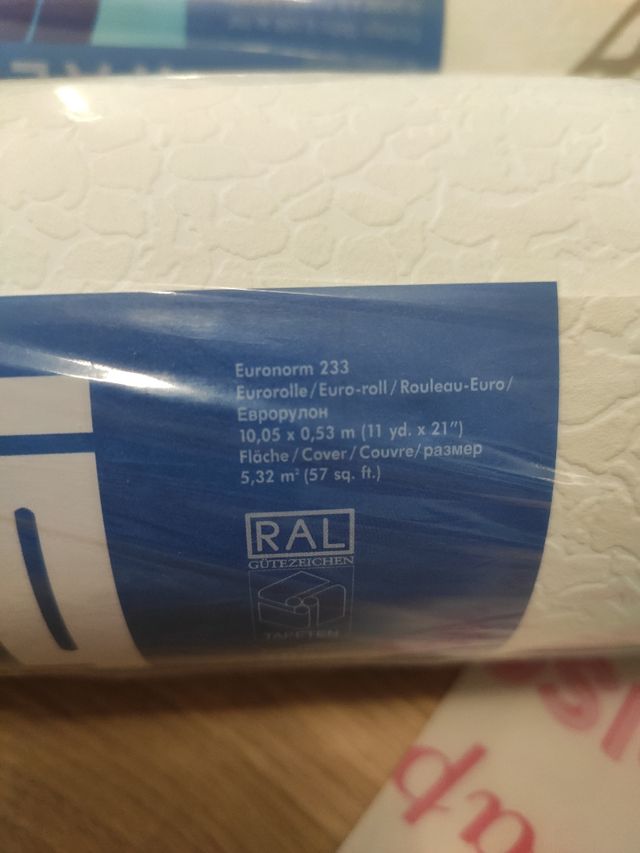 Euronorm 233
Eurorolle/Euro-roll/Rouleau-Euro/
Еврорулон
10,05 x 0,53 m (11 yd. x 21")
Fläche/Cover/Couvre/размер
5,32 m² (57 sq. ft.)
RAL
GÜTEZEICHEN
TAPETEN